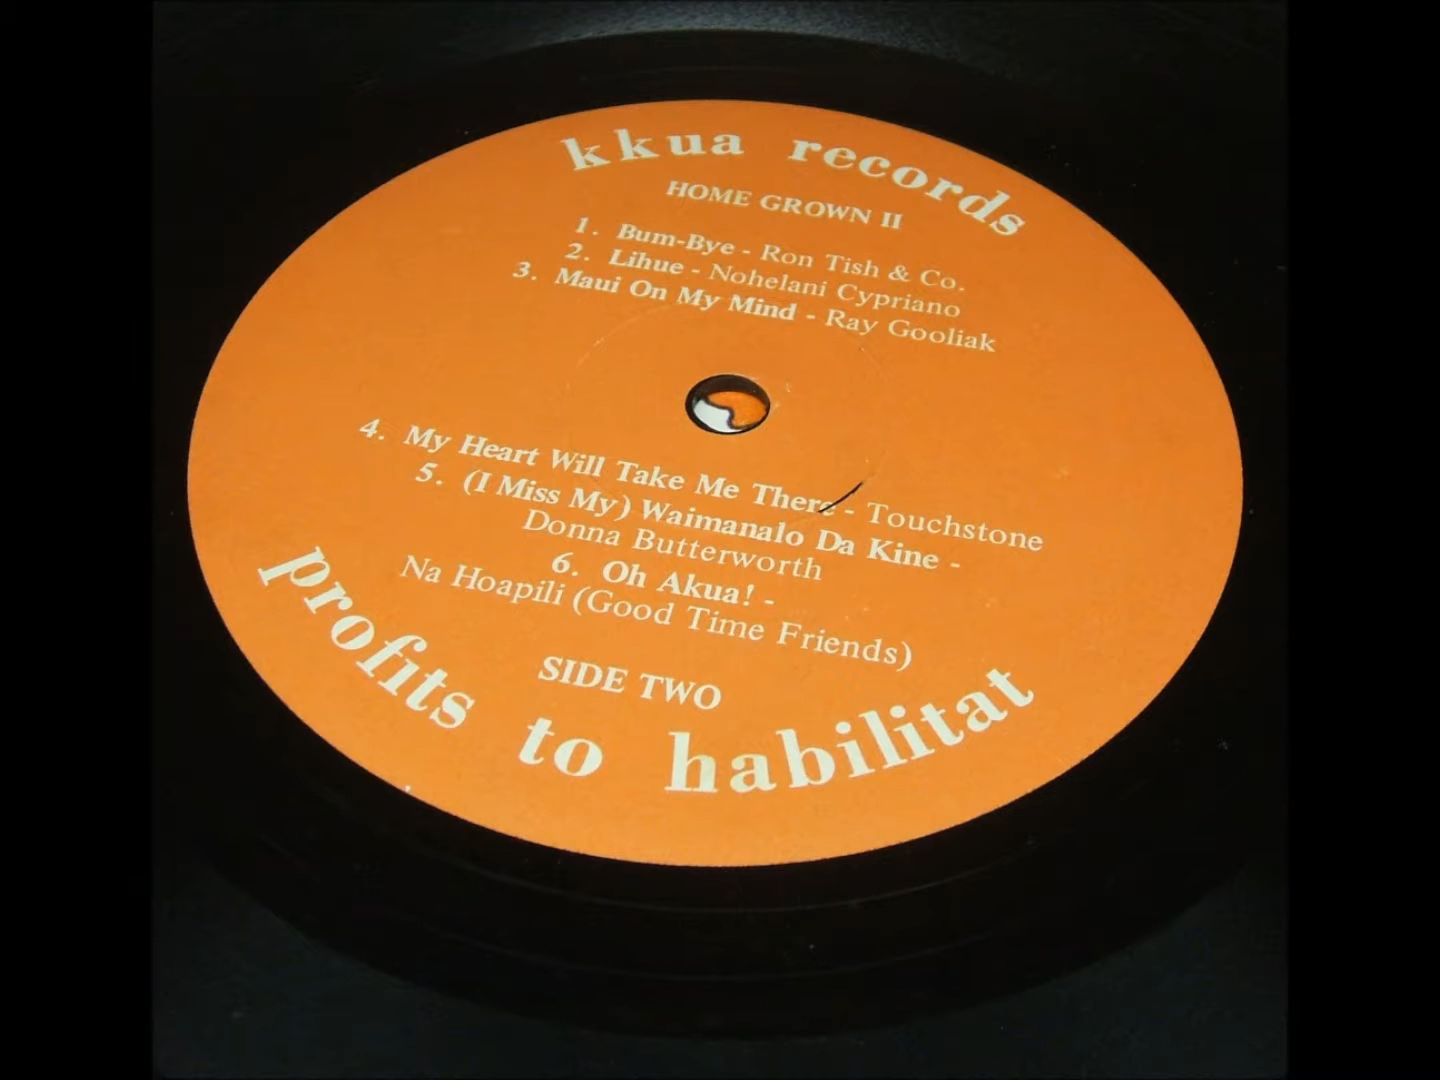 kkua records
HOME GROWN II
1. Bum-Bye - Ron Tish & Co.
2. Lihue - Nohelani Cypriano
3. Maui On My Mind - Ray Gooliak
4. My Heart Will Take Me There - Touchstone
5. (I Miss My) Waimanalo Da Kine -
Donna Butterworth
6. Oh Akua! -
Na Hoapili (Good Time Friends)
SIDE TWO
profits to habilitat